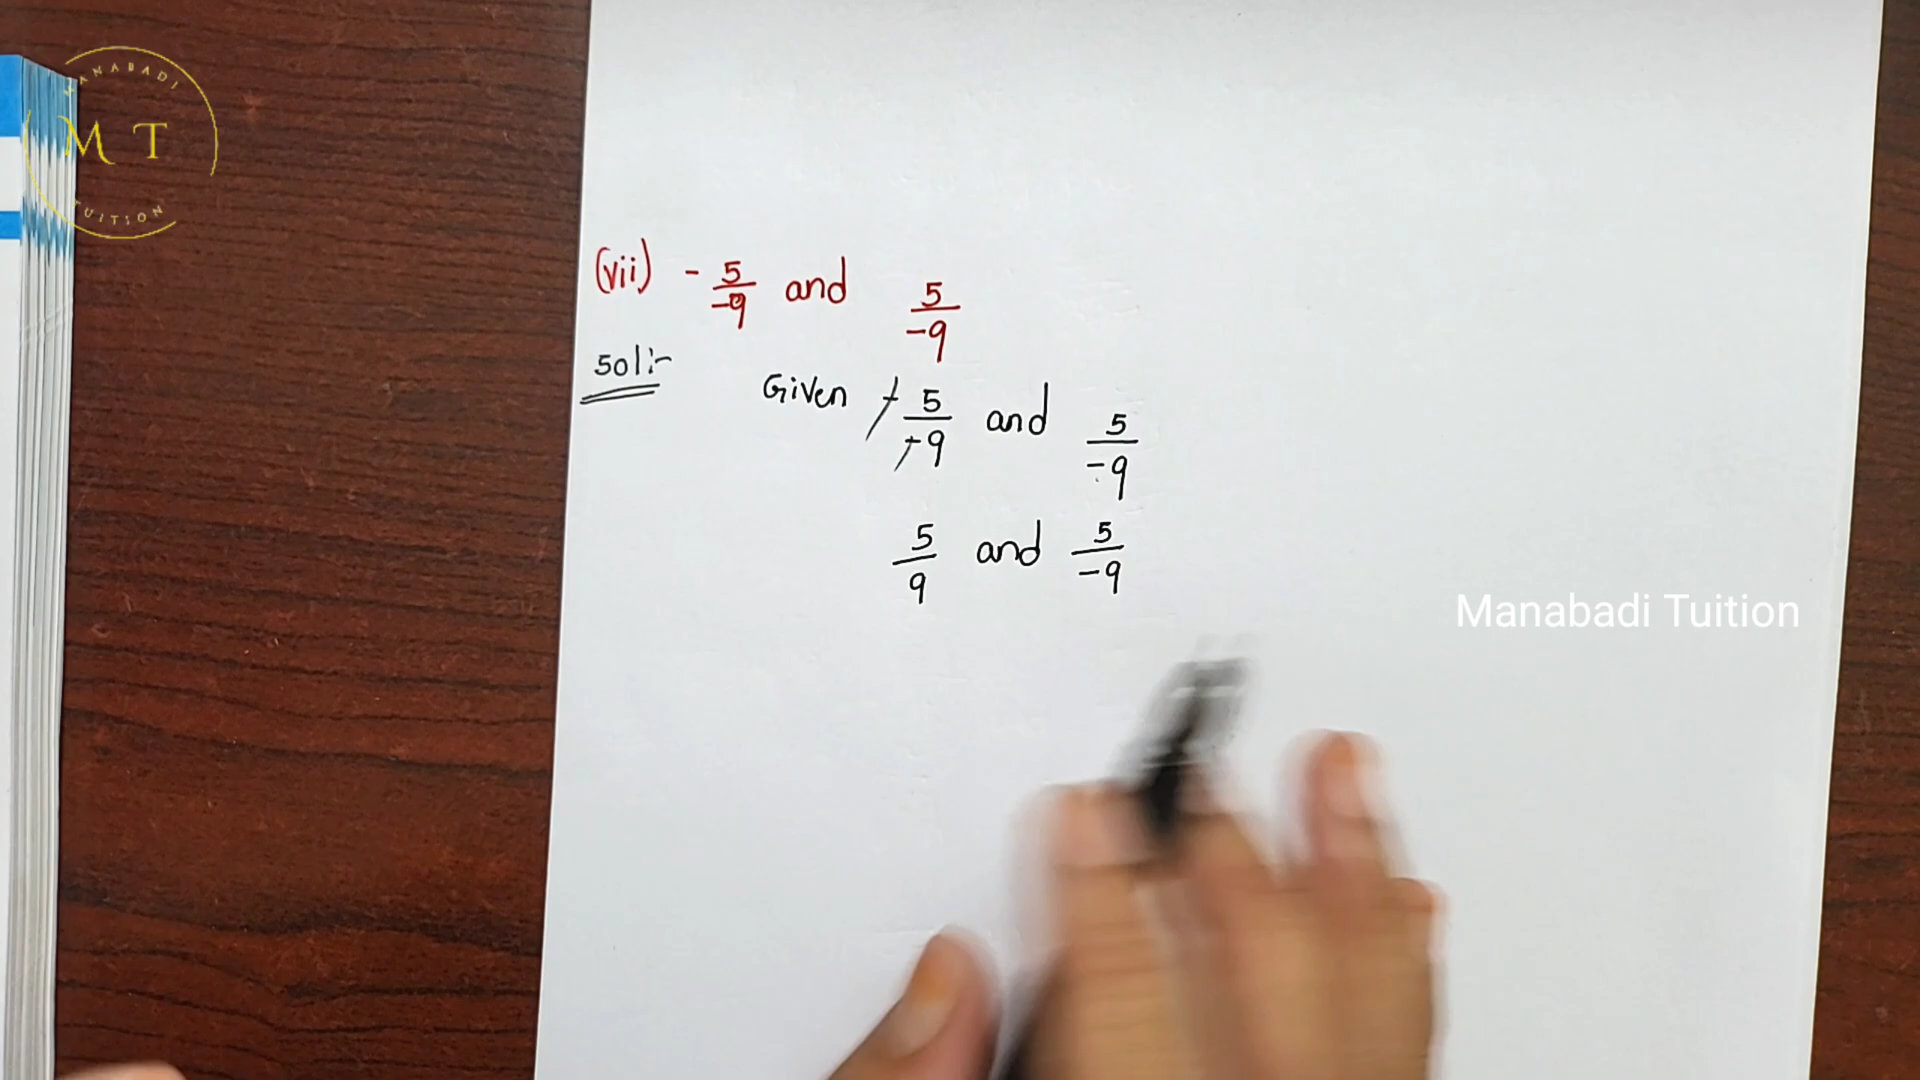 MANABADI
M T
TUITION
(vii) - 5/-9 and 5/-9
Sol:-
Given - 5/-9 and 5/-9
5/9 and 5/-9
Manabadi Tuition